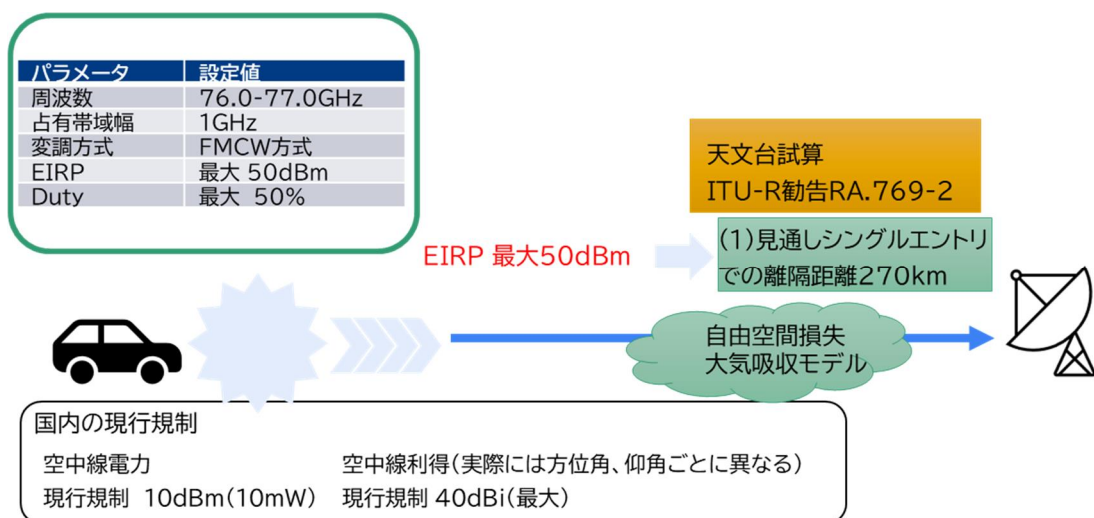 パラメータ 設定値
周波数 76.0-77.0GHz
占有帯域幅 1GHz
変調方式 FMCW方式
EIRP 最大 50dBm
Duty 最大 50%
天文台試算
ITU-R勧告RA.769-2
EIRP 最大50dBm
(1)見通しシングルエントリ
での離隔距離270km
自由空間損失
大気吸収モデル
国内の現行規制
空中線電力 空中線利得(実際には方位角、仰角ごとに異なる)
現行規制 10dBm(10mW) 現行規制 40dBi(最大)